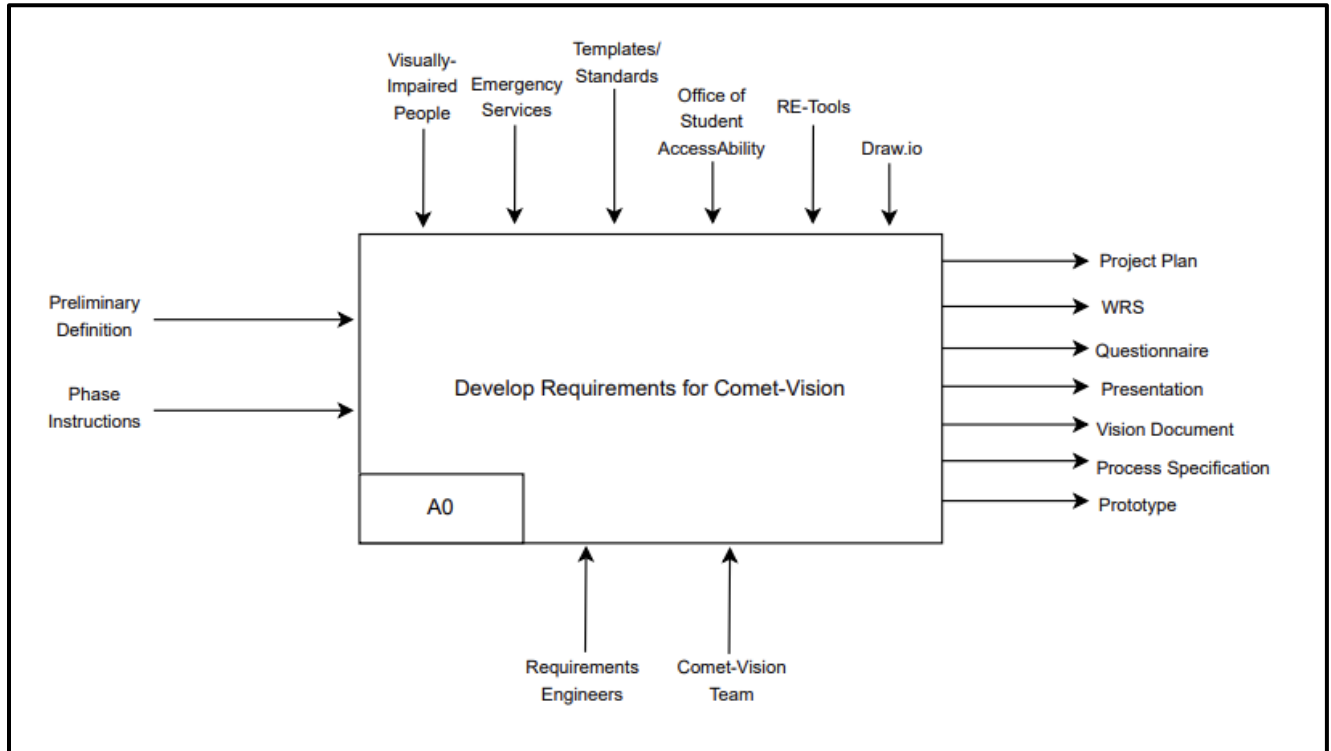 Visually-
Impaired
People
Emergency
Services
Templates/
Standards
Office of
Student
AccessAbility
RE-Tools
Draw.io
Preliminary
Definition
Phase
Instructions
Develop Requirements for Comet-Vision
A0
Project Plan
WRS
Questionnaire
Presentation
Vision Document
Process Specification
Prototype
Requirements
Engineers
Comet-Vision
Team